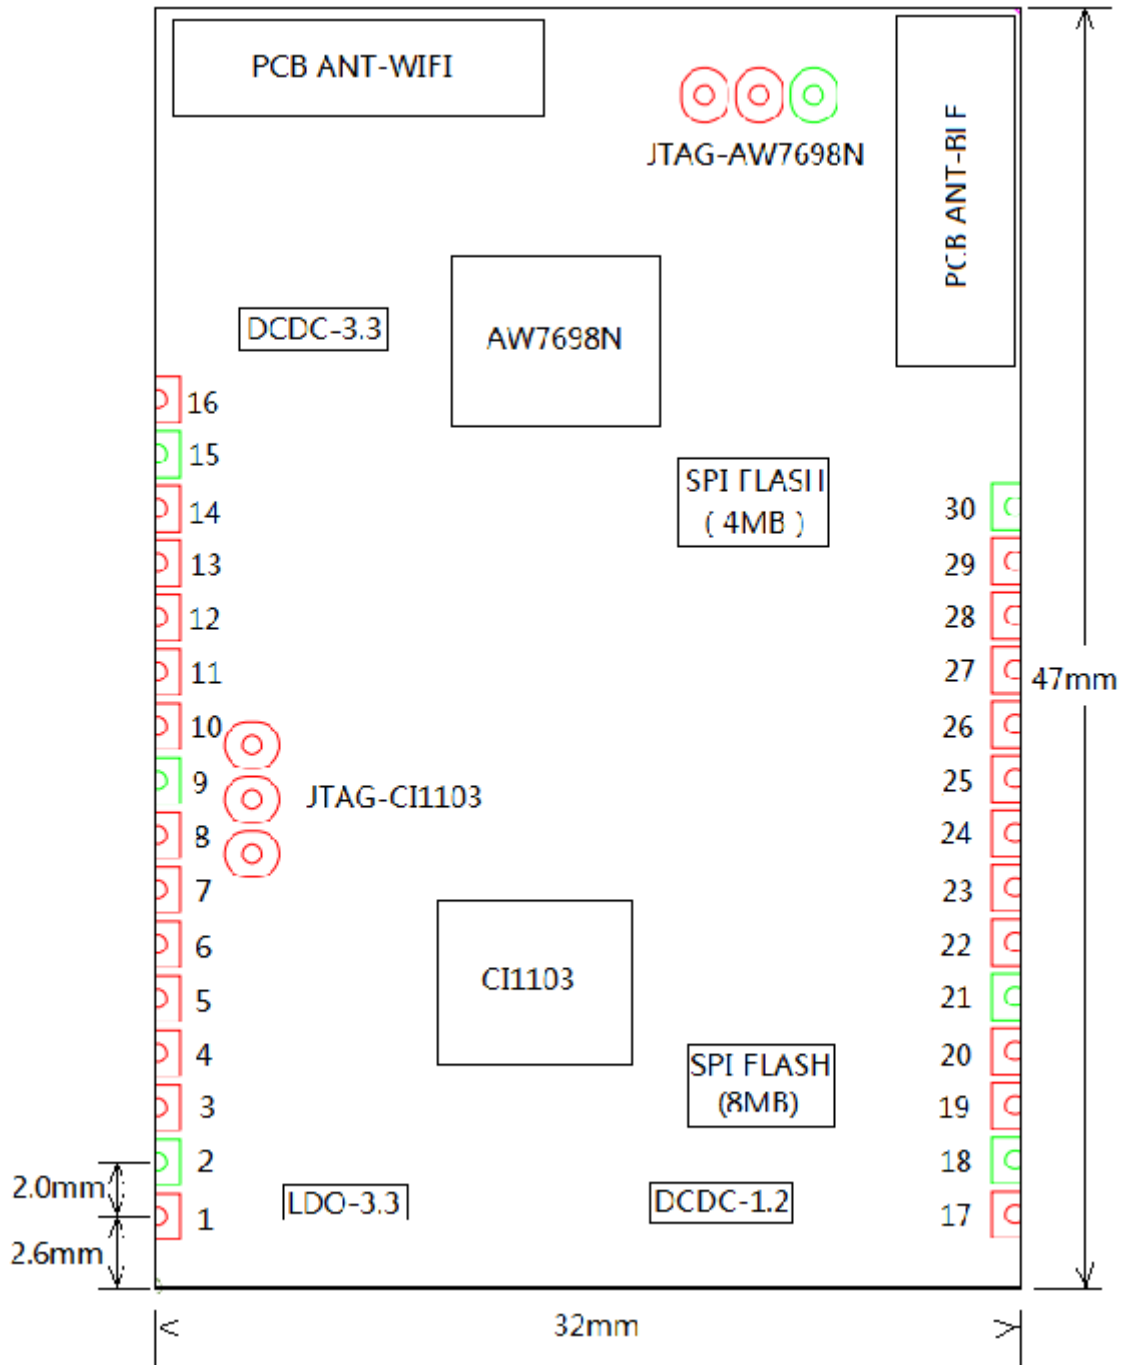 PCB ANT-WIFI
JTAG-AW7698N
PCB ANT-BLE
DCDC-3.3
AW7698N
SPI FLASH
( 4MB )
16
15
14
13
12
11
10
9
8
7
6
5
4
3
2
1
JTAG-CI1103
CI1103
SPI FLASH
(8MB)
LDO-3.3
DCDC-1.2
30
29
28
27
26
25
24
23
22
21
20
19
18
17
47mm
2.0mm
2.6mm
32mm